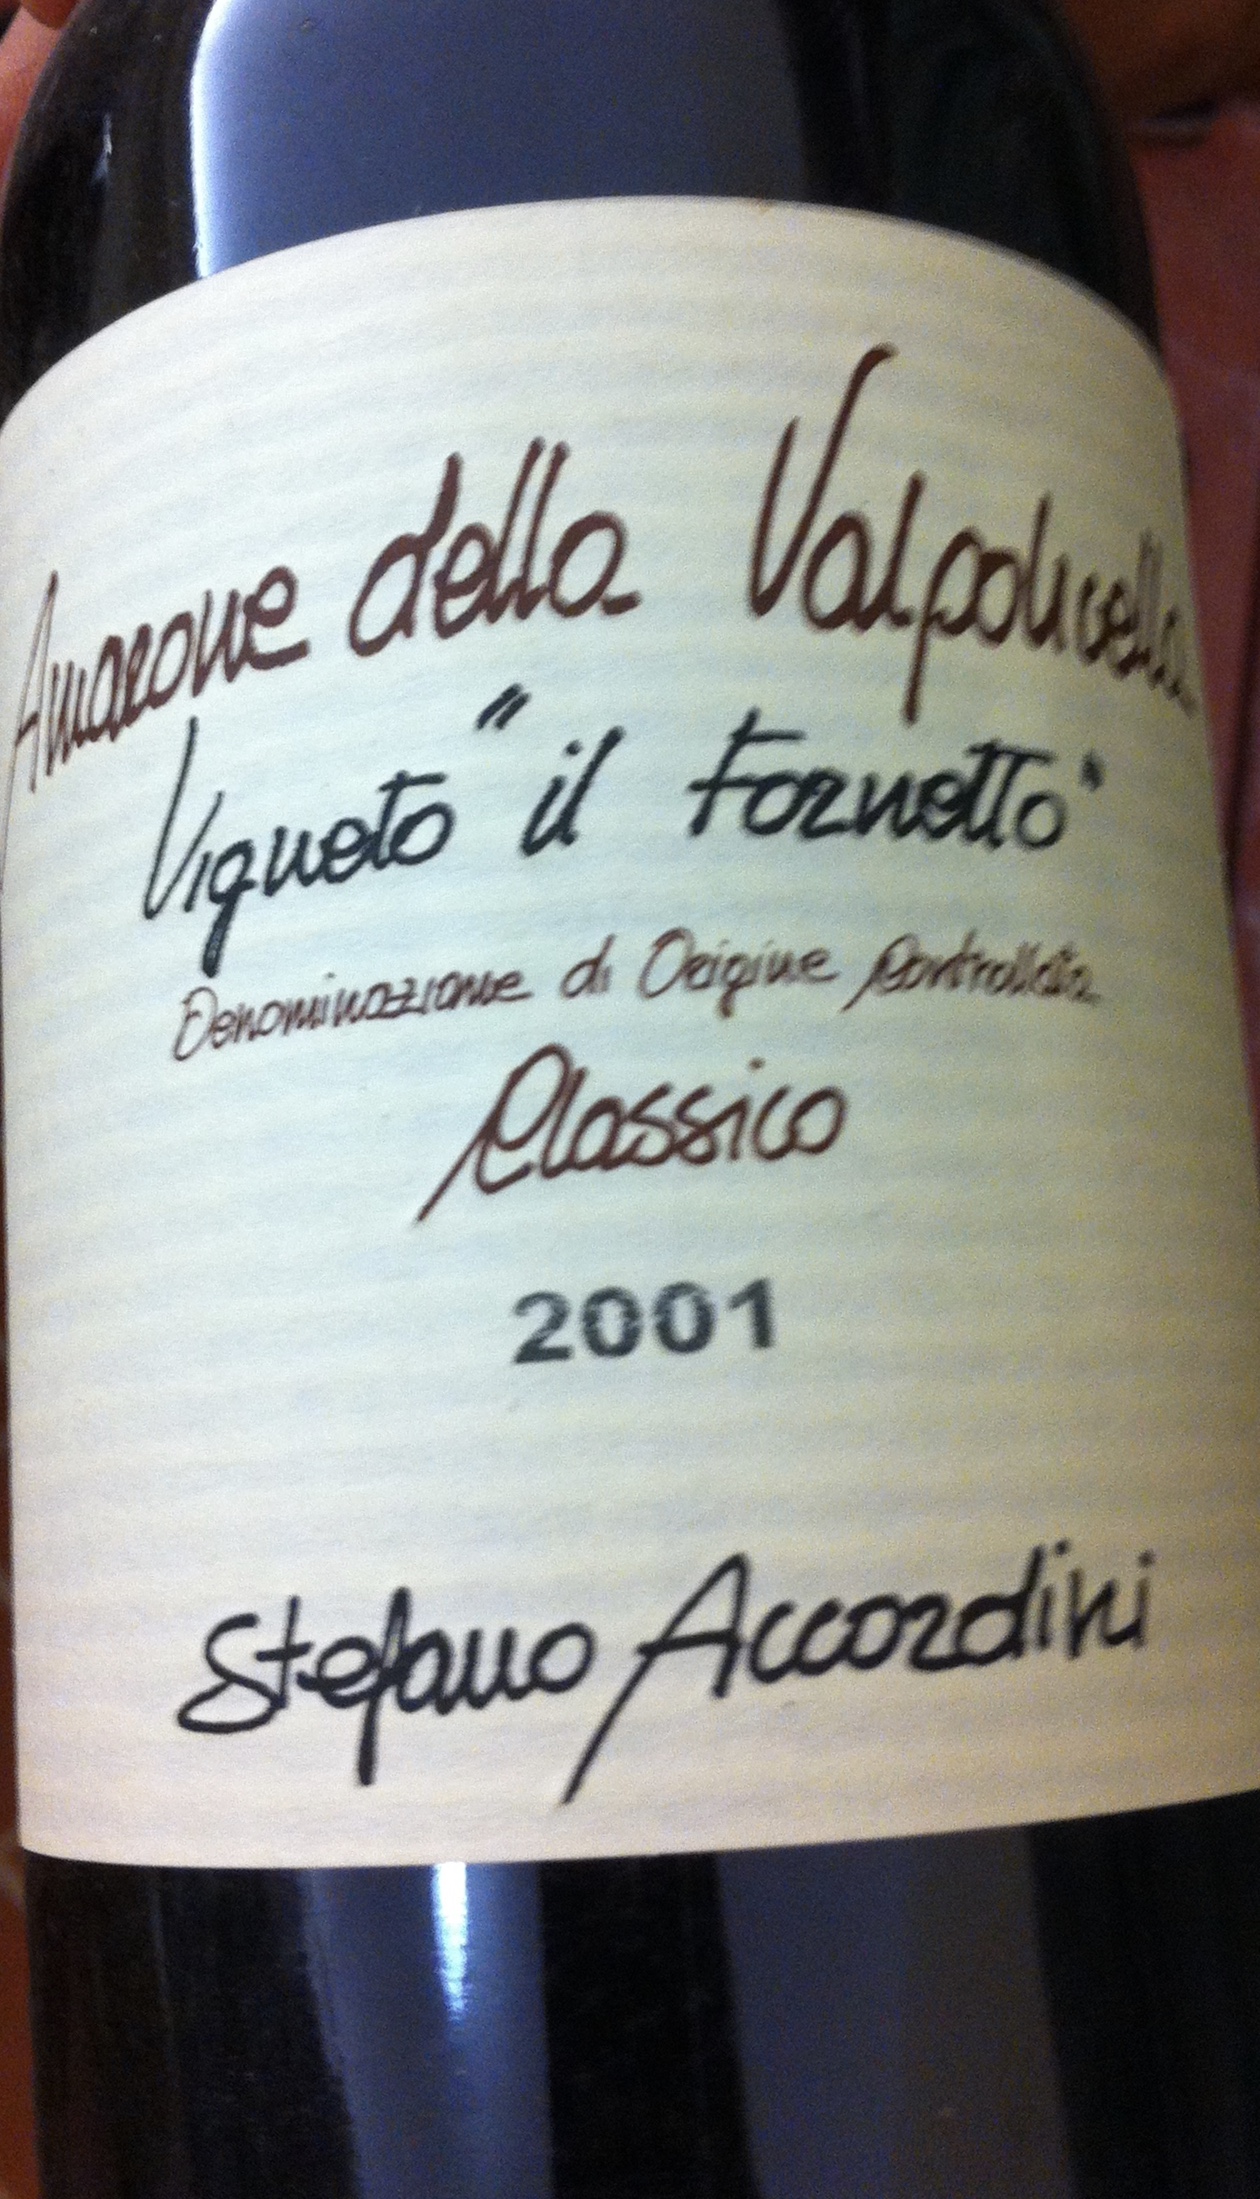 Amarone della Valpolicella
Vigneto "il Fornetto"
Denominazione di Origine Controllata
Classico
2001
Stefano Accordini